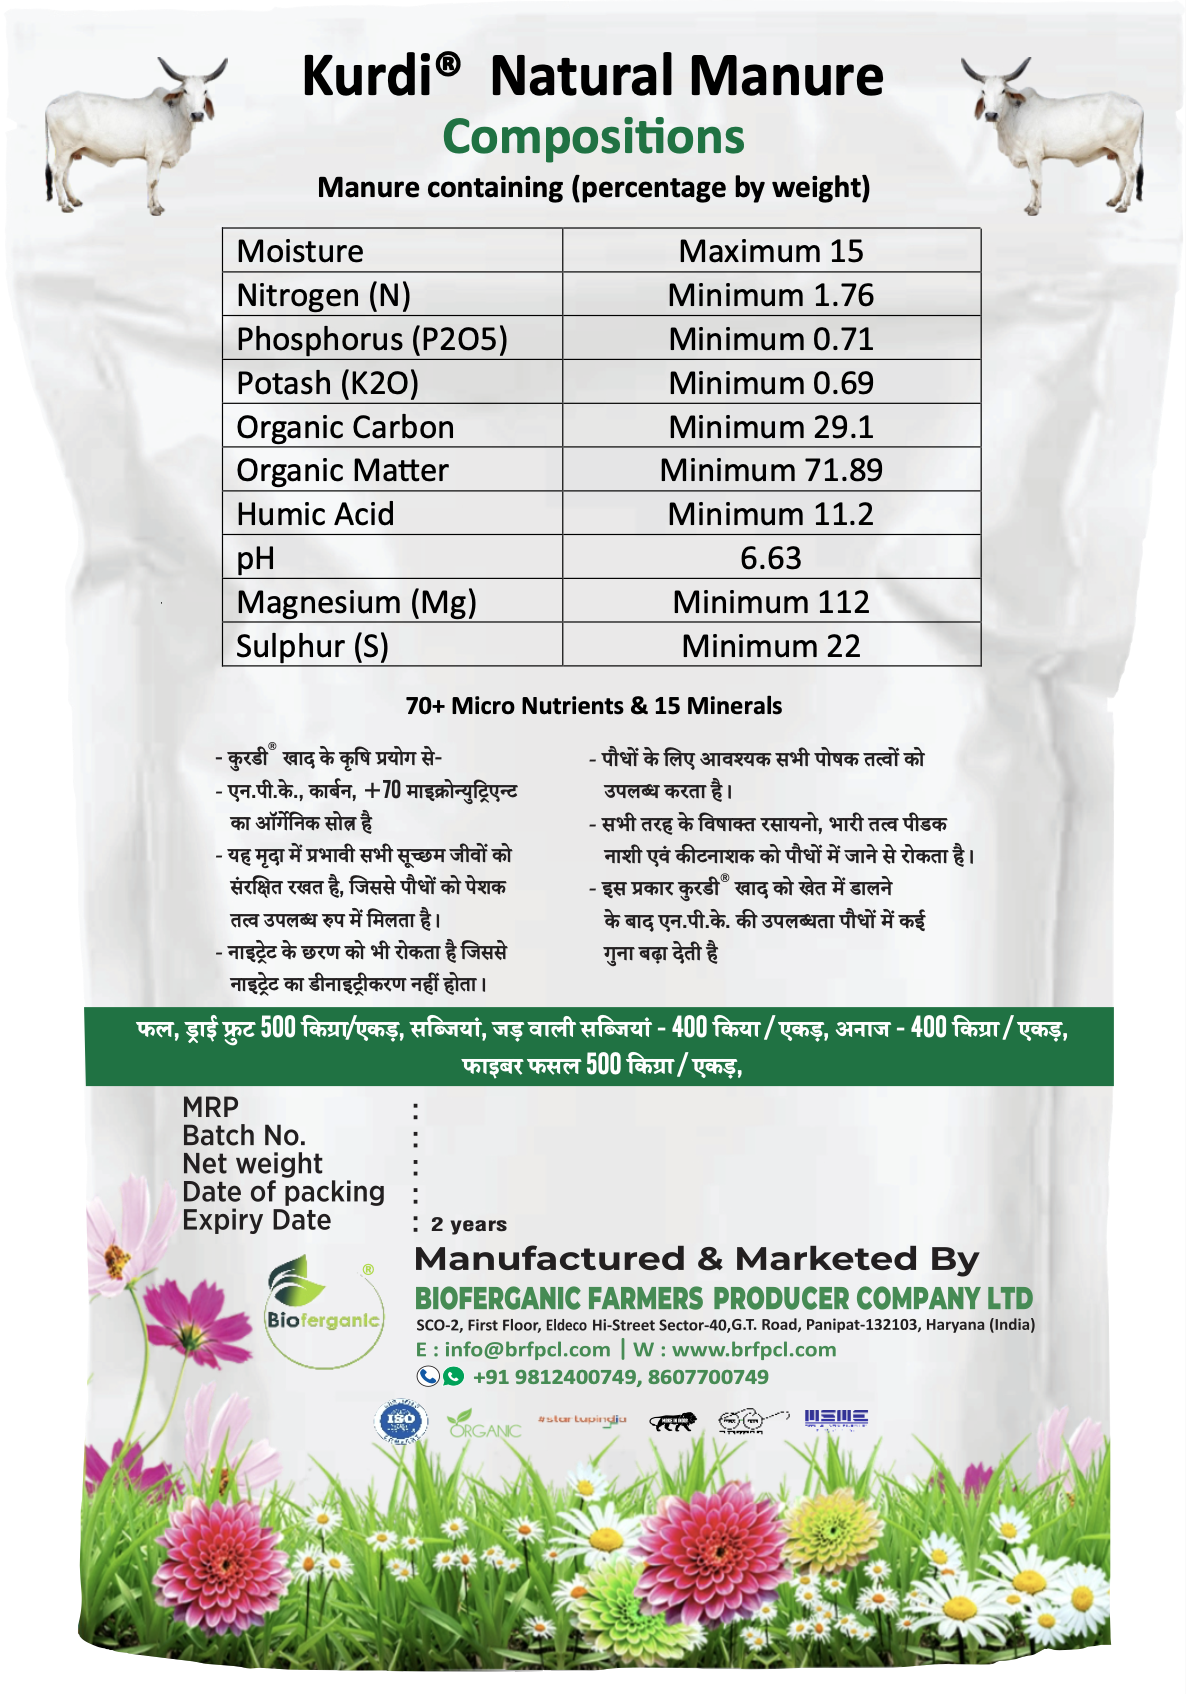 Kurdi® Natural Manure
Compositions
Manure containing (percentage by weight)
Moisture Maximum 15
Nitrogen (N) Minimum 1.76
Phosphorus (P2O5) Minimum 0.71
Potash (K2O) Minimum 0.69
Organic Carbon Minimum 29.1
Organic Matter Minimum 71.89
Humic Acid Minimum 11.2
pH 6.63
Magnesium (Mg) Minimum 112
Sulphur (S) Minimum 22
70+ Micro Nutrients & 15 Minerals
- कुरडी® खाद के कृषि प्रयोग से-
- एन.पी.के., कार्बन, +70 माइक्रोन्युट्रिएन्ट
का ऑर्गेनिक सोत्र है
- यह मृदा में प्रभावी सभी सूच्छम जीवों को
संरक्षित रखत है, जिससे पौधों को पेशक
तत्व उपलब्ध रुप में मिलता है।
- नाइट्रेट के छरण को भी रोकता है जिससे
नाइट्रेट का डीनाइट्रीकरण नहीं होता।
- पौधों के लिए आवश्यक सभी पोषक तत्वों को
उपलब्ध करता है।
- सभी तरह के विषाक्त रसायनो, भारी तत्व पीडक
नाशी एवं कीटनाशक को पौधों में जाने से रोकता है।
- इस प्रकार कुरडी® खाद को खेत में डालने
के बाद एन.पी.के. की उपलब्धता पौधों में कई
गुना बढ़ा देती है
फल, ड्राई फ्रुट 500 किग्रा/एकड़, सब्जियां, जड़ वाली सब्जियां - 400 किया / एकड़, अनाज - 400 किग्रा / एकड़,
फाइबर फसल 500 किग्रा / एकड़,
MRP :
Batch No. :
Net weight :
Date of packing :
Expiry Date : 2 years
Manufactured & Marketed By
Bioferganic®
BIOFERGANIC FARMERS PRODUCER COMPANY LTD
SCO-2, First Floor, Eldeco Hi-Street Sector-40,G.T. Road, Panipat-132103, Haryana (India)
E : info@brfpcl.com | W : www.brfpcl.com
+91 9812400749, 8607700749
ISO
ORGANIC
#startupindia
MAKE IN INDIA
MSME